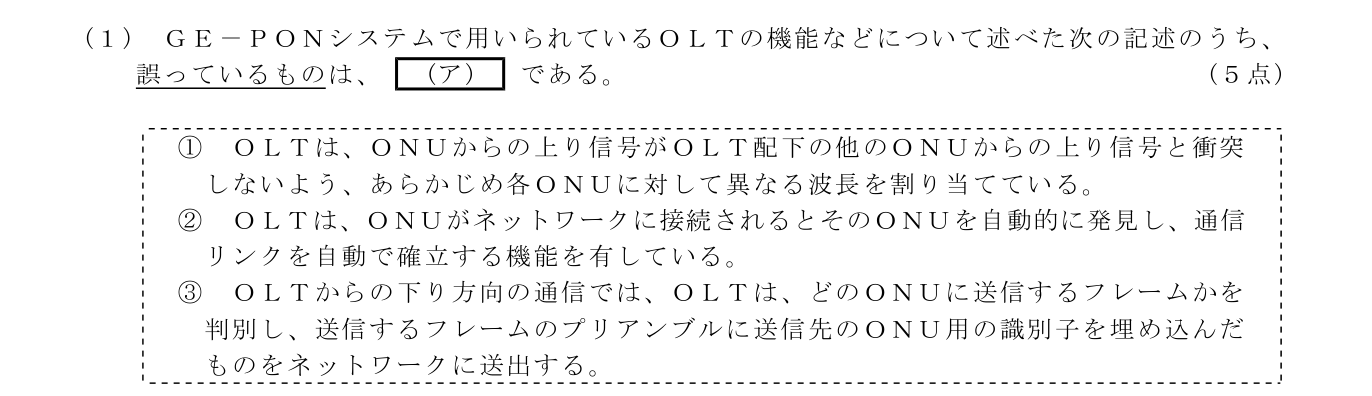 （１）　ＧＥ－ＰＯＮシステムで用いられているＯＬＴの機能などについて述べた次の記述のうち、
誤っているものは、 （ア） である。 （５点）
①　ＯＬＴは、ＯＮＵからの上り信号がＯＬＴ配下の他のＯＮＵからの上り信号と衝突
しないよう、あらかじめ各ＯＮＵに対して異なる波長を割り当てている。
②　ＯＬＴは、ＯＮＵがネットワークに接続されるとそのＯＮＵを自動的に発見し、通信
リンクを自動で確立する機能を有している。
③　ＯＬＴからの下り方向の通信では、ＯＬＴは、どのＯＮＵに送信するフレームかを
判別し、送信するフレームのプリアンブルに送信先のＯＮＵ用の識別子を埋め込んだ
ものをネットワークに送出する。